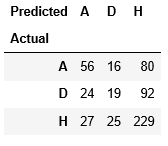 Predicted A D H
Actual
A 56 16 80
D 24 19 92
H 27 25 229